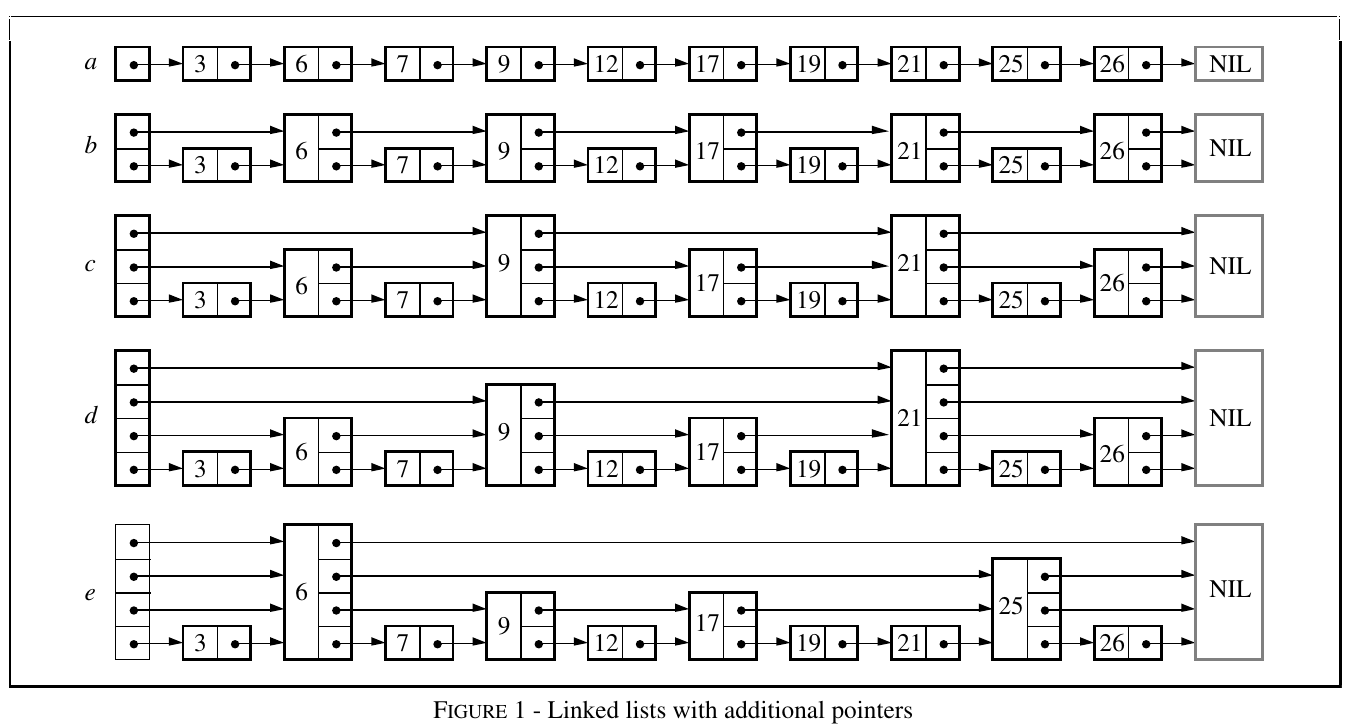 a 3 6 7 9 12 17 19 21 25 26 NIL
b 3 6 7 9 12 17 19 21 25 26 NIL
c 3 6 7 9 12 17 19 21 25 26 NIL
d 3 6 7 9 12 17 19 21 25 26 NIL
e 3 6 7 9 12 17 19 21 25 26 NIL
FIGURE 1 - Linked lists with additional pointers